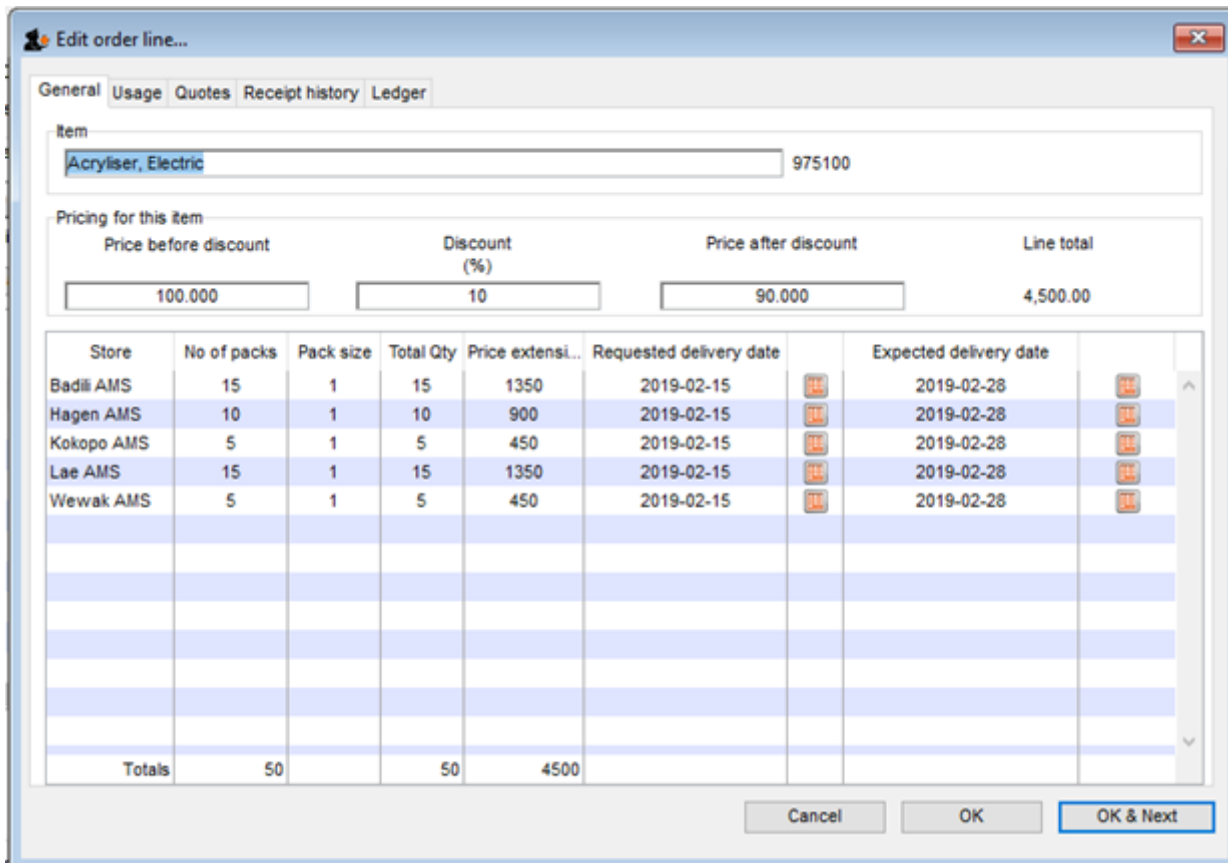 Edit order line...
General Usage Quotes Receipt history Ledger
Item
Acryliser, Electric 975100
Pricing for this item
Price before discount Discount (%) Price after discount Line total
100.000 10 90.000 4,500.00
Store No of packs Pack size Total Qty Price extensi... Requested delivery date Expected delivery date
Badili AMS 15 1 15 1350 2019-02-15 2019-02-28
Hagen AMS 10 1 10 900 2019-02-15 2019-02-28
Kokopo AMS 5 1 5 450 2019-02-15 2019-02-28
Lae AMS 15 1 15 1350 2019-02-15 2019-02-28
Wewak AMS 5 1 5 450 2019-02-15 2019-02-28
Totals 50 50 4500
Cancel OK OK & Next